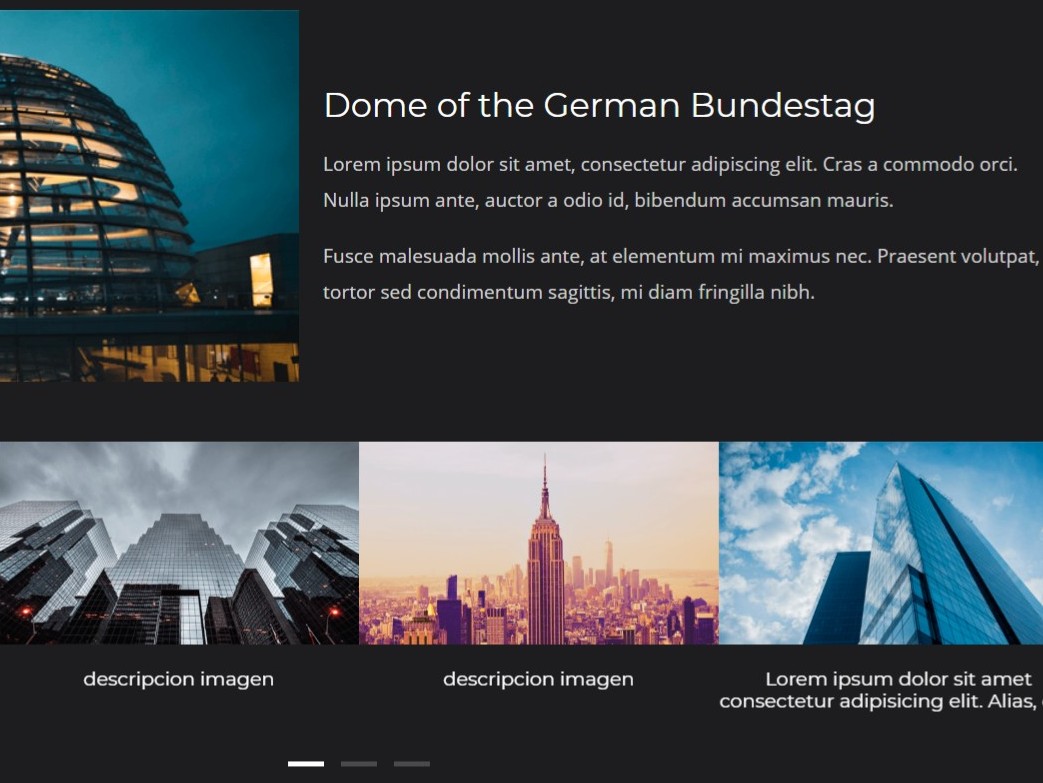 Dome of the German Bundestag
Lorem ipsum dolor sit amet, consectetur adipiscing elit. Cras a commodo orci.
Nulla ipsum ante, auctor a odio id, bibendum accumsan mauris.
Fusce malesuada mollis ante, at elementum mi maximus nec. Praesent volutpat,
tortor sed condimentum sagittis, mi diam fringilla nibh.
descripcion imagen
descripcion imagen
Lorem ipsum dolor sit amet
consectetur adipisicing elit. Alias,